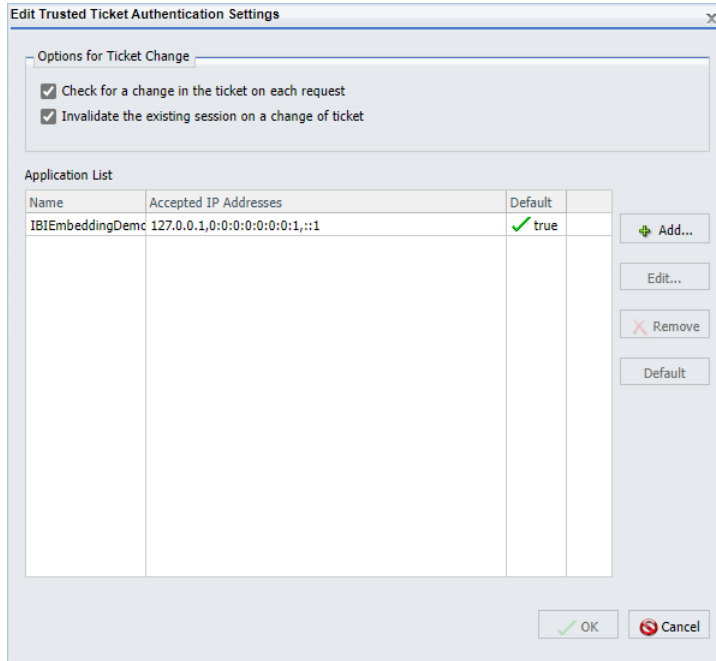 Edit Trusted Ticket Authentication Settings
x
Options for Ticket Change
Check for a change in the ticket on each request
Invalidate the existing session on a change of ticket
Application List
Name Accepted IP Addresses Default
IBIEmbeddingDemo 127.0.0.1,0:0:0:0:0:0:0:1,::1 true
Add...
Edit...
Remove
Default
OK Cancel